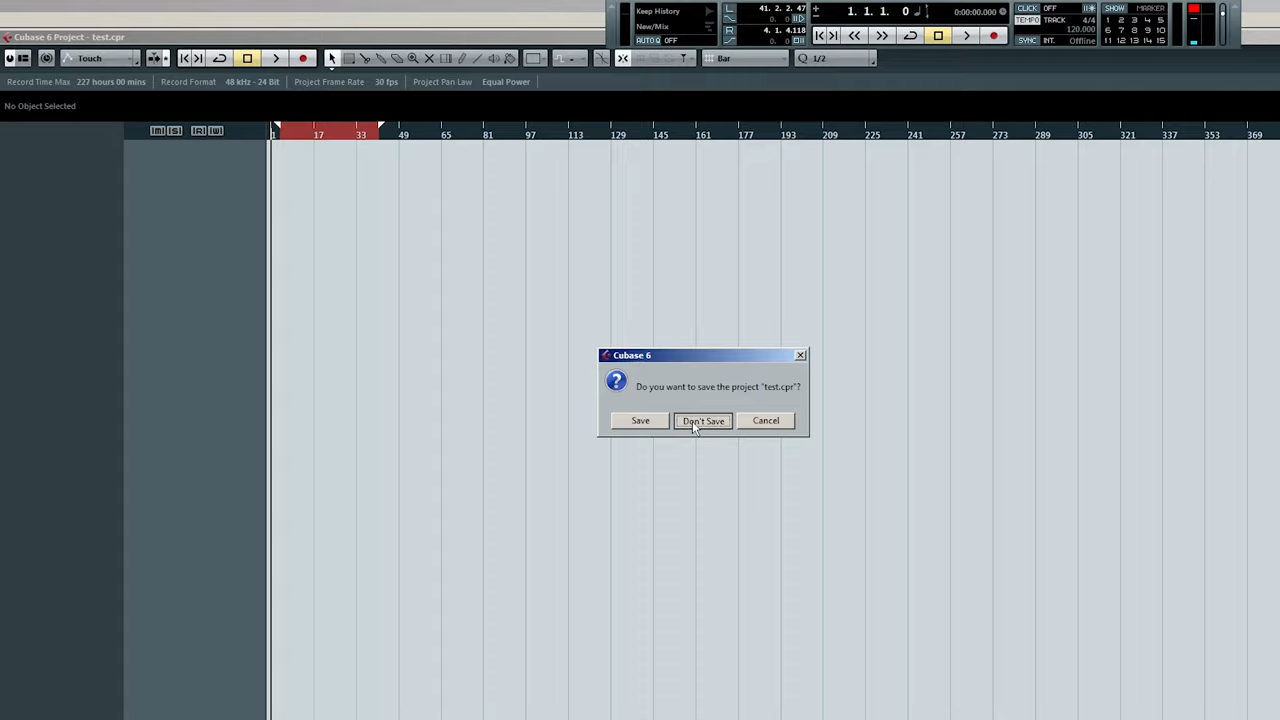 Keep History
New/Mix
AUTO Q OFF
L 41. 2. 2. 47
0. 0
R 4. 1. 4.118
0. 0
1. 1. 1. 0
0:00:00.000
CLICK OFF
TEMPO TRACK 4/4
120.000
SYNC INT. Offline
SHOW MARKER
1 2 3 4 5
6 7 8 9 10
11 12 13 14 15
Cubase 6 Project - test.cpr
Touch
Bar
Q 1/2
Record Time Max 227 hours 00 mins Record Format 48 kHz - 24 Bit Project Frame Rate 30 fps Project Pan Law Equal Power
No Object Selected
M S R W
1 17 33 49 65 81 97 113 129 145 161 177 193 209 225 241 257 273 289 305 321 337 353 369
Cubase 6
Do you want to save the project "test.cpr"?
Save Don't Save Cancel